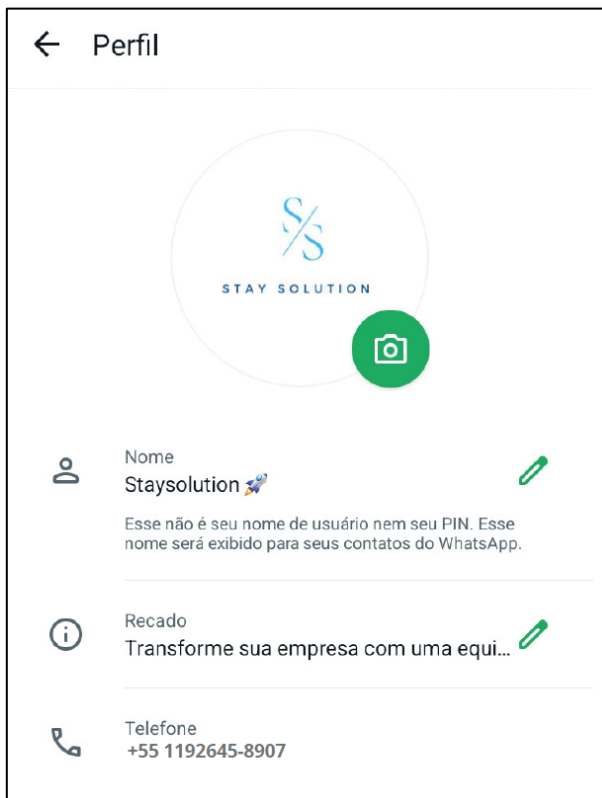 Perfil
S/S
STAY SOLUTION
Nome
Staysolution 🚀
Esse não é seu nome de usuário nem seu PIN. Esse
nome será exibido para seus contatos do WhatsApp.
Recado
Transforme sua empresa com uma equi...
Telefone
+55 1192645-8907